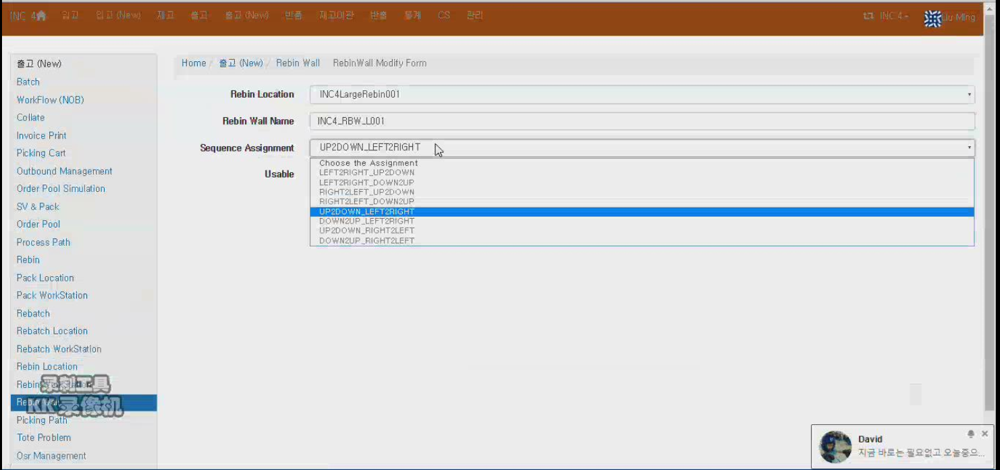 INC 4 입고 입고 (New) 재고 출고 출고 (New) 반품 재고이관 반출 통계 CS 관리 INC 4 Liu Ming
출고 (New)
Batch
WorkFlow (NOB)
Collate
Invoice Print
Picking Cart
Outbound Management
Order Pool Simulation
SV & Pack
Order Pool
Process Path
Rebin
Pack Location
Pack WorkStation
Rebatch
Rebatch Location
Rebatch WorkStation
Rebin Location
Rebin WorkStation
Rebin Wall
Picking Path
Tote Problem
Osr Management
录制工具
KK录像机
Home / 출고 (New) / Rebin Wall RebinWall Modify Form
Rebin Location INC4LargeRebin001
Rebin Wall Name INC4_RBW_L001
Sequence Assignment UP2DOWN_LEFT2RIGHT
Usable
Choose the Assignment
LEFT2RIGHT_UP2DOWN
LEFT2RIGHT_DOWN2UP
RIGHT2LEFT_UP2DOWN
RIGHT2LEFT_DOWN2UP
UP2DOWN_LEFT2RIGHT
DOWN2UP_LEFT2RIGHT
UP2DOWN_RIGHT2LEFT
DOWN2UP_RIGHT2LEFT
David
지금 바로는 필요없고 오늘중으...